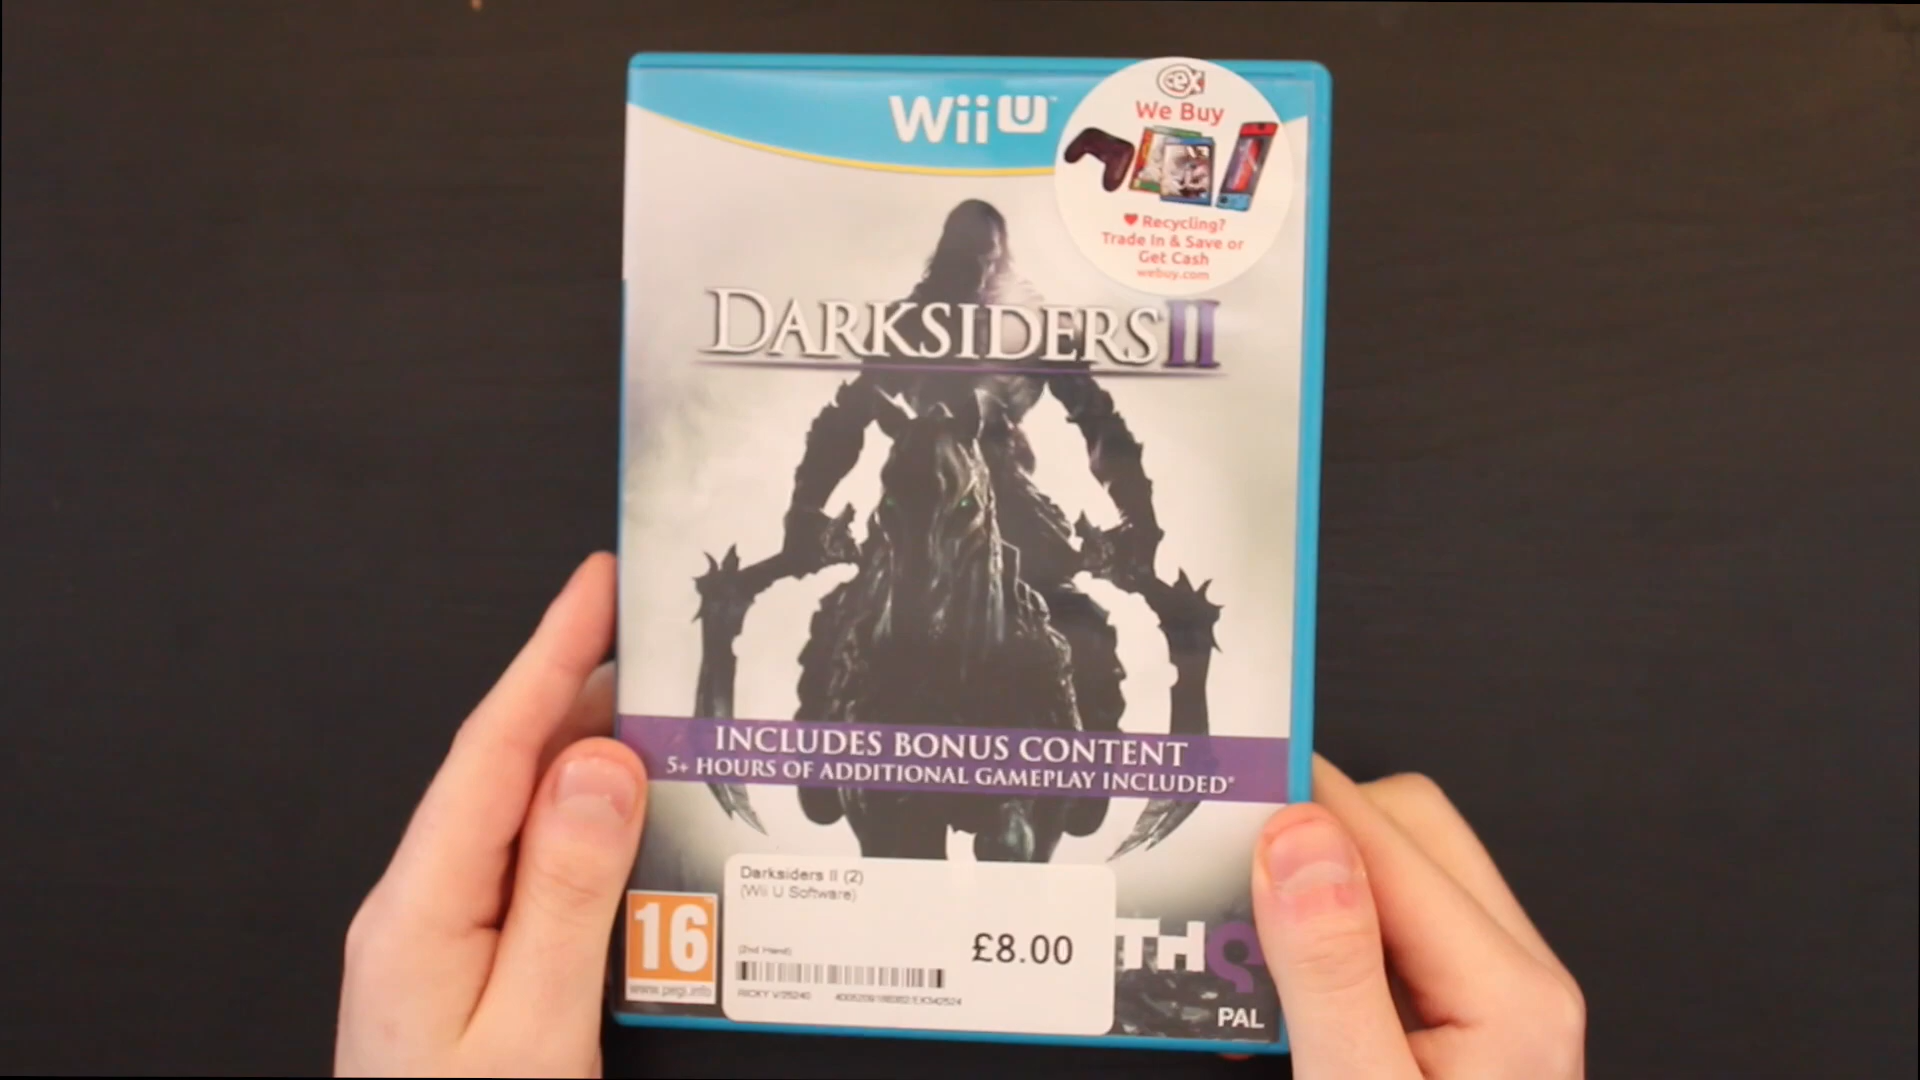 Wii U™
CeX
We Buy
Recycling?
Trade In & Save or
Get Cash
webuy.com
DARKSIDERS II
INCLUDES BONUS CONTENT
5+ HOURS OF ADDITIONAL GAMEPLAY INCLUDED*
Darksiders II (2)
(Wii U Software)
(2nd Hand)
£8.00
16
www.pegi.info
THQ
PAL